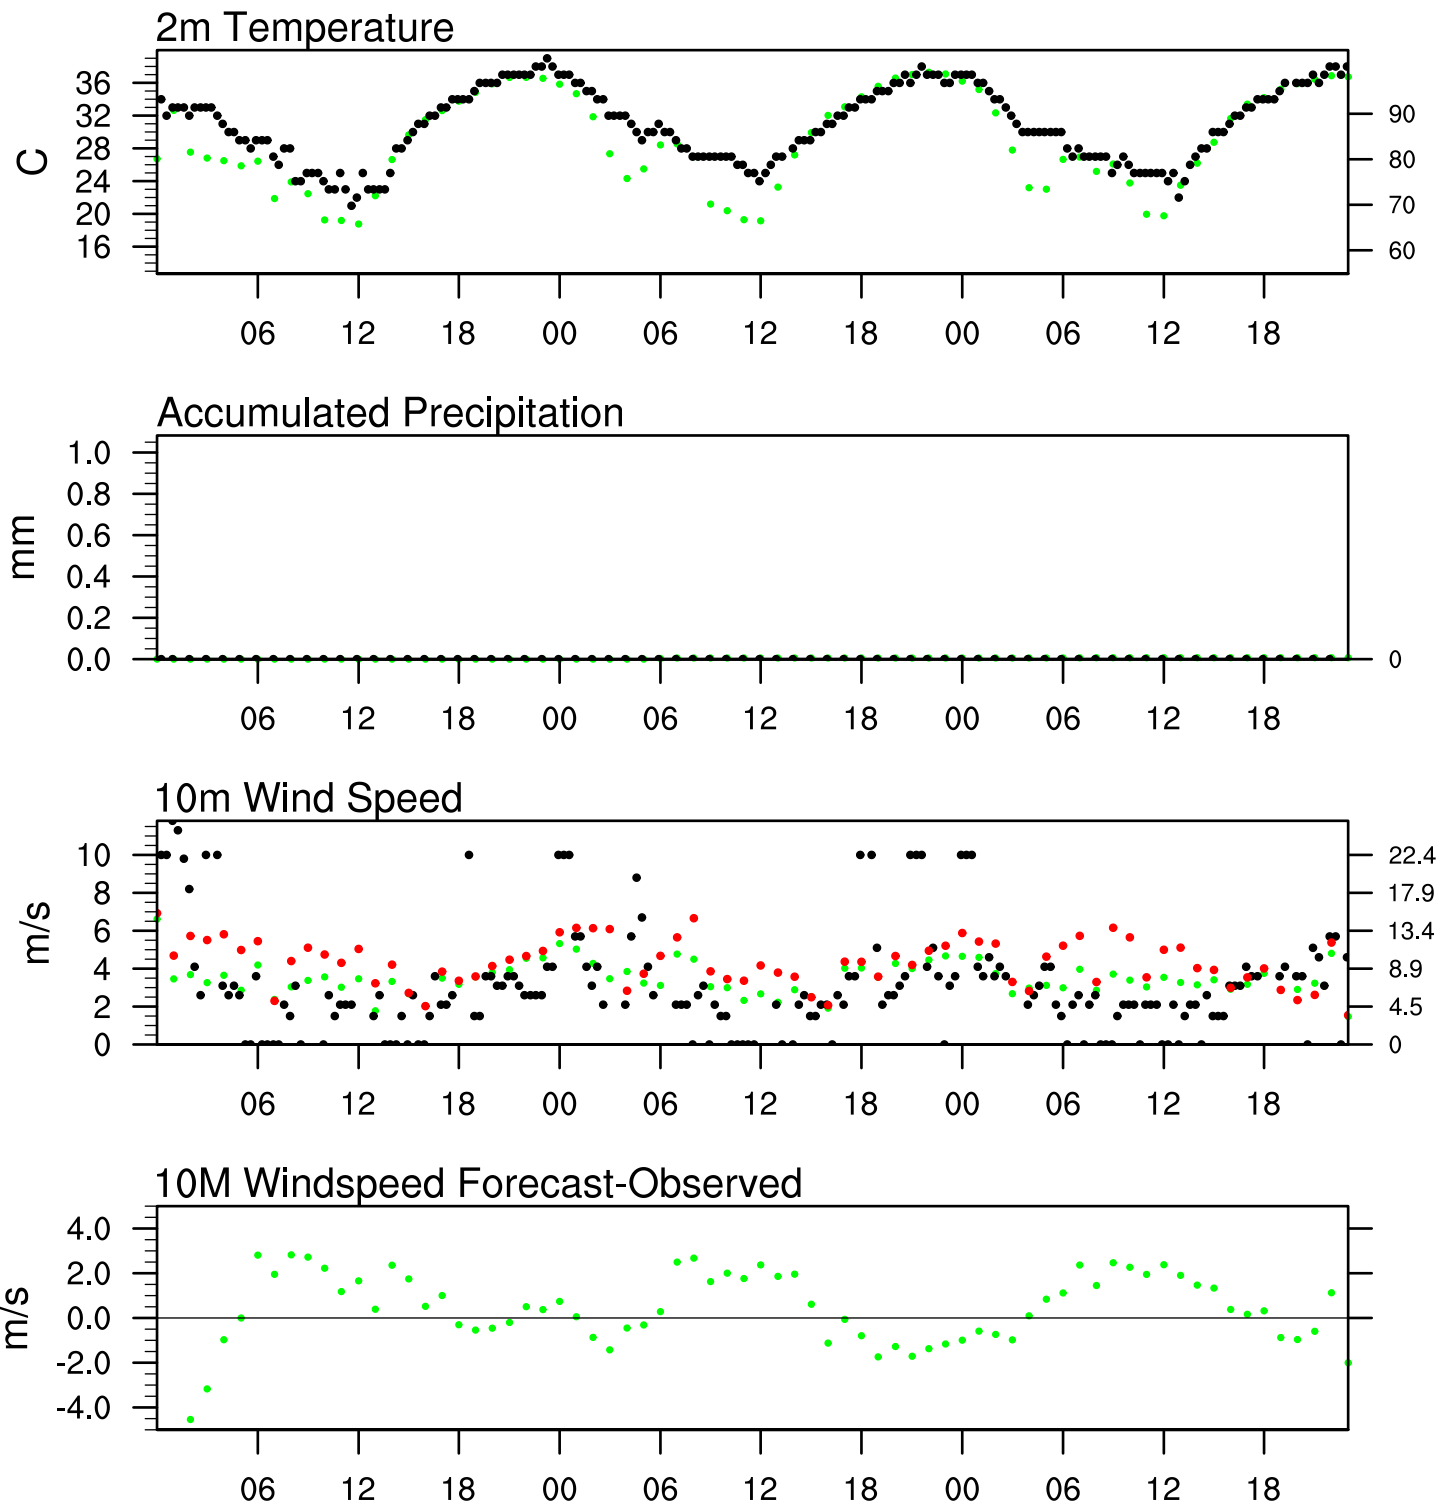 2m Temperature
C
36
32
28
24
20
16
90
80
70
60
06 12 18 00 06 12 18 00 06 12 18
Accumulated Precipitation
mm
1.0
0.8
0.6
0.4
0.2
0.0
0
06 12 18 00 06 12 18 00 06 12 18
10m Wind Speed
m/s
10
8
6
4
2
0
22.4
17.9
13.4
8.9
4.5
0
06 12 18 00 06 12 18 00 06 12 18
10M Windspeed Forecast-Observed
m/s
4.0
2.0
0.0
-2.0
-4.0
06 12 18 00 06 12 18 00 06 12 18